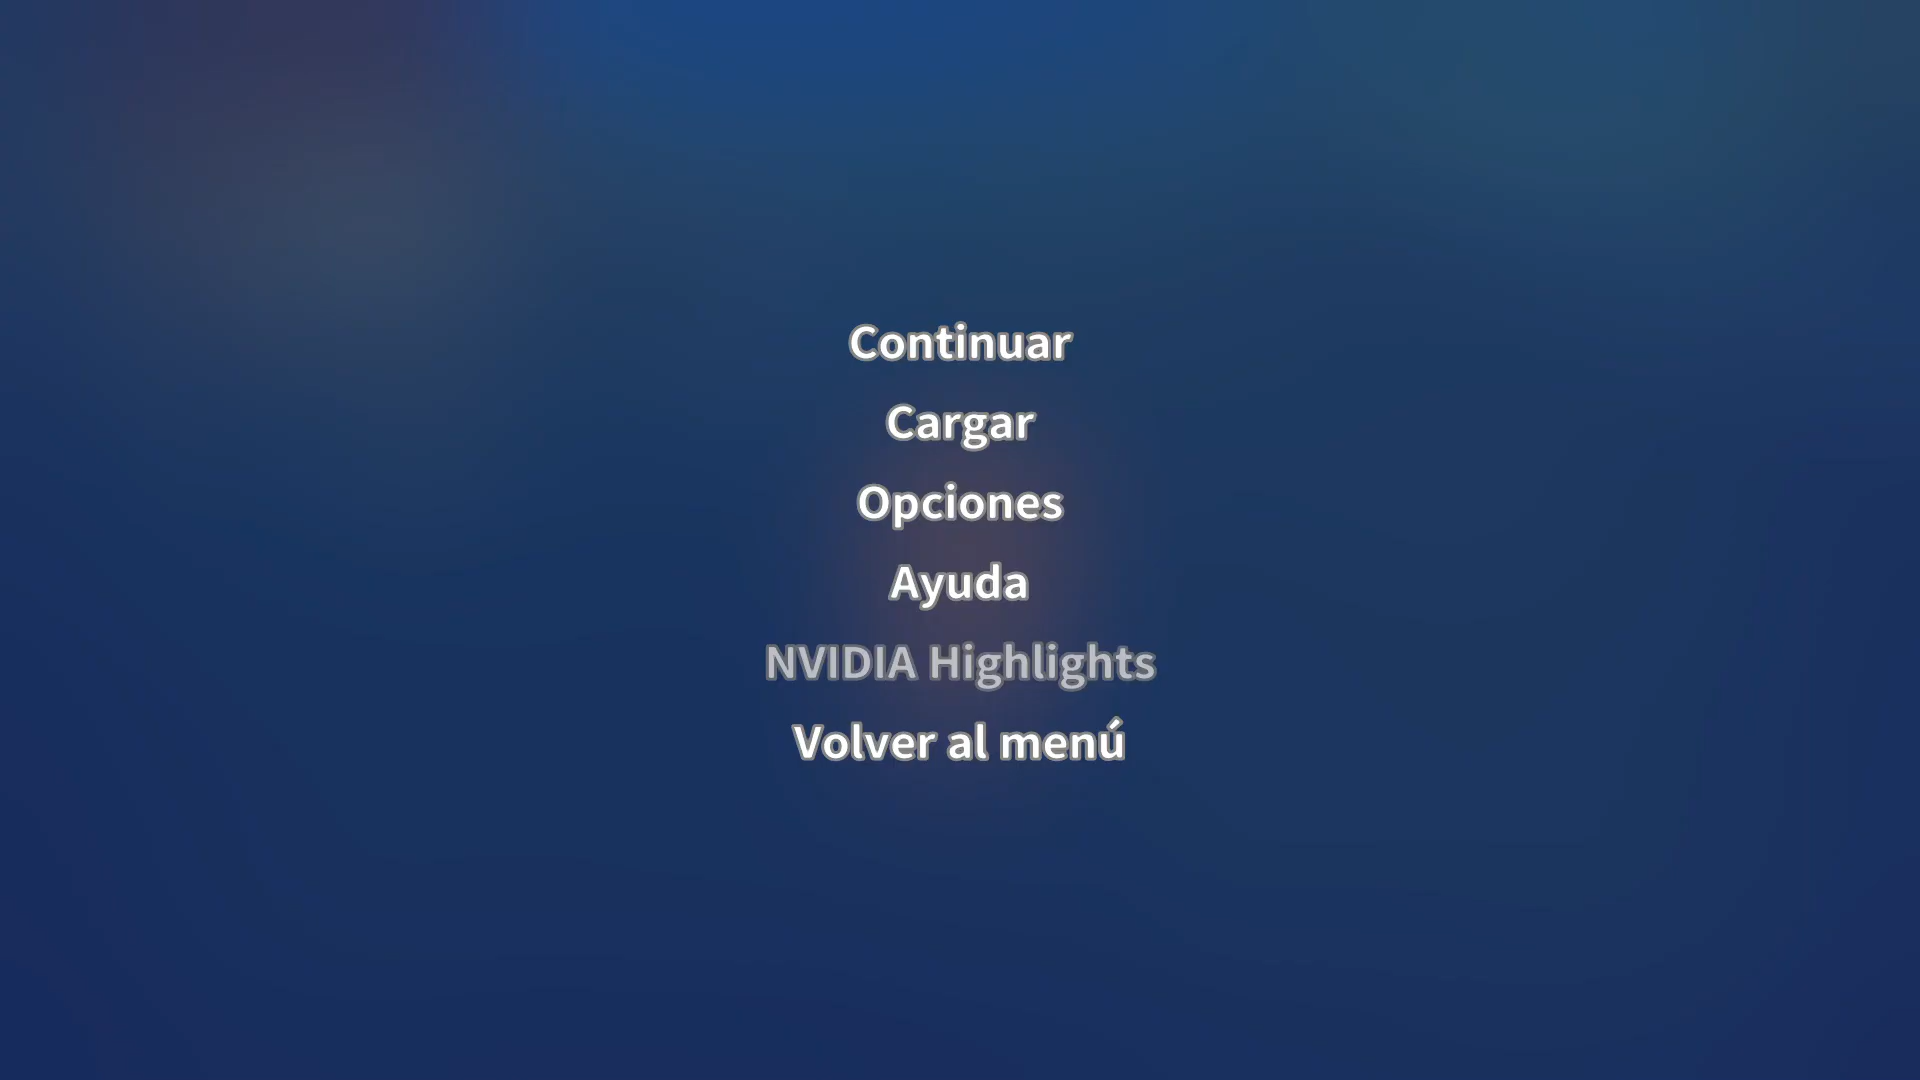 Continuar
Cargar
Opciones
Ayuda
NVIDIA Highlights
Volver al menú